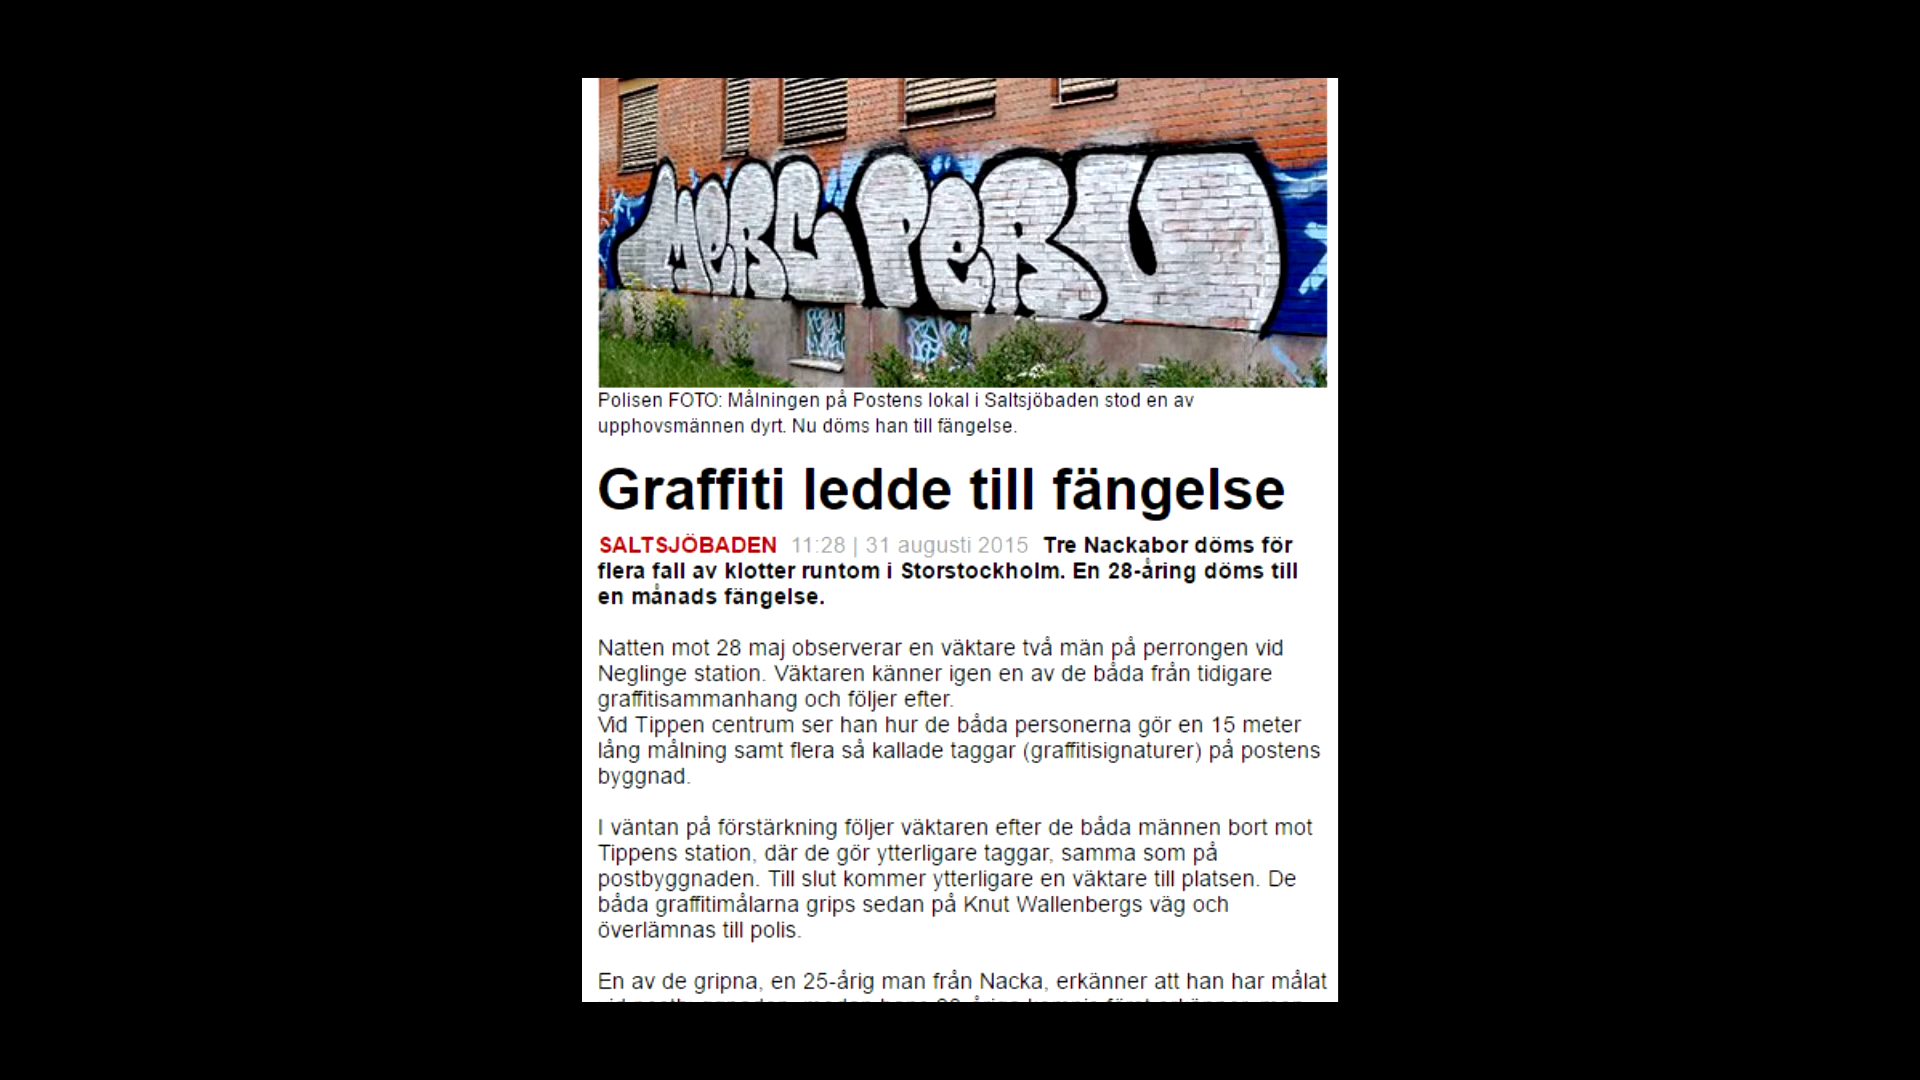 MeRC PeRU
Polisen FOTO: Målningen på Postens lokal i Saltsjöbaden stod en av
upphovsmännen dyrt. Nu döms han till fängelse.
Graffiti ledde till fängelse
SALTSJÖBADEN 11:28 | 31 augusti 2015 Tre Nackabor döms för
flera fall av klotter runtom i Storstockholm. En 28-åring döms till
en månads fängelse.
Natten mot 28 maj observerar en väktare två män på perrongen vid
Neglinge station. Väktaren känner igen en av de båda från tidigare
graffitisammanhang och följer efter.
Vid Tippen centrum ser han hur de båda personerna gör en 15 meter
lång målning samt flera så kallade taggar (graffitisignaturer) på postens
byggnad.
I väntan på förstärkning följer väktaren efter de båda männen bort mot
Tippens station, där de gör ytterligare taggar, samma som på
postbyggnaden. Till slut kommer ytterligare en väktare till platsen. De
båda graffitimålarna grips sedan på Knut Wallenbergs väg och
överlämnas till polis.
En av de gripna, en 25-årig man från Nacka, erkänner att han har målat